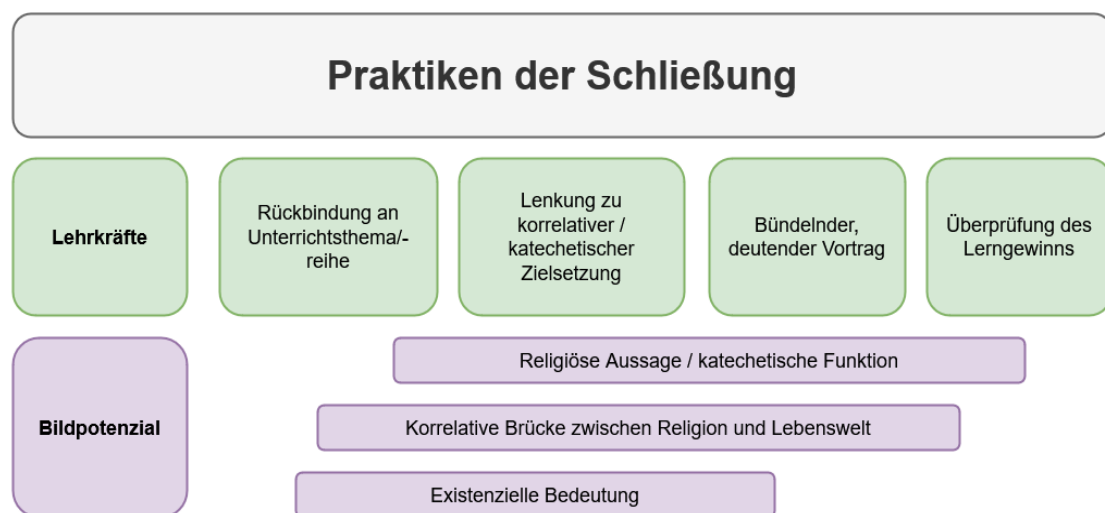 Praktiken der Schließung
Lehrkräfte
Rückbindung an
Unterrichtsthema/-
reihe
Lenkung zu
korrelativer /
katechetischer
Zielsetzung
Bündelnder,
deutender Vortrag
Überprüfung des
Lerngewinns
Bildpotenzial
Religiöse Aussage / katechetische Funktion
Korrelative Brücke zwischen Religion und Lebenswelt
Existenzielle Bedeutung